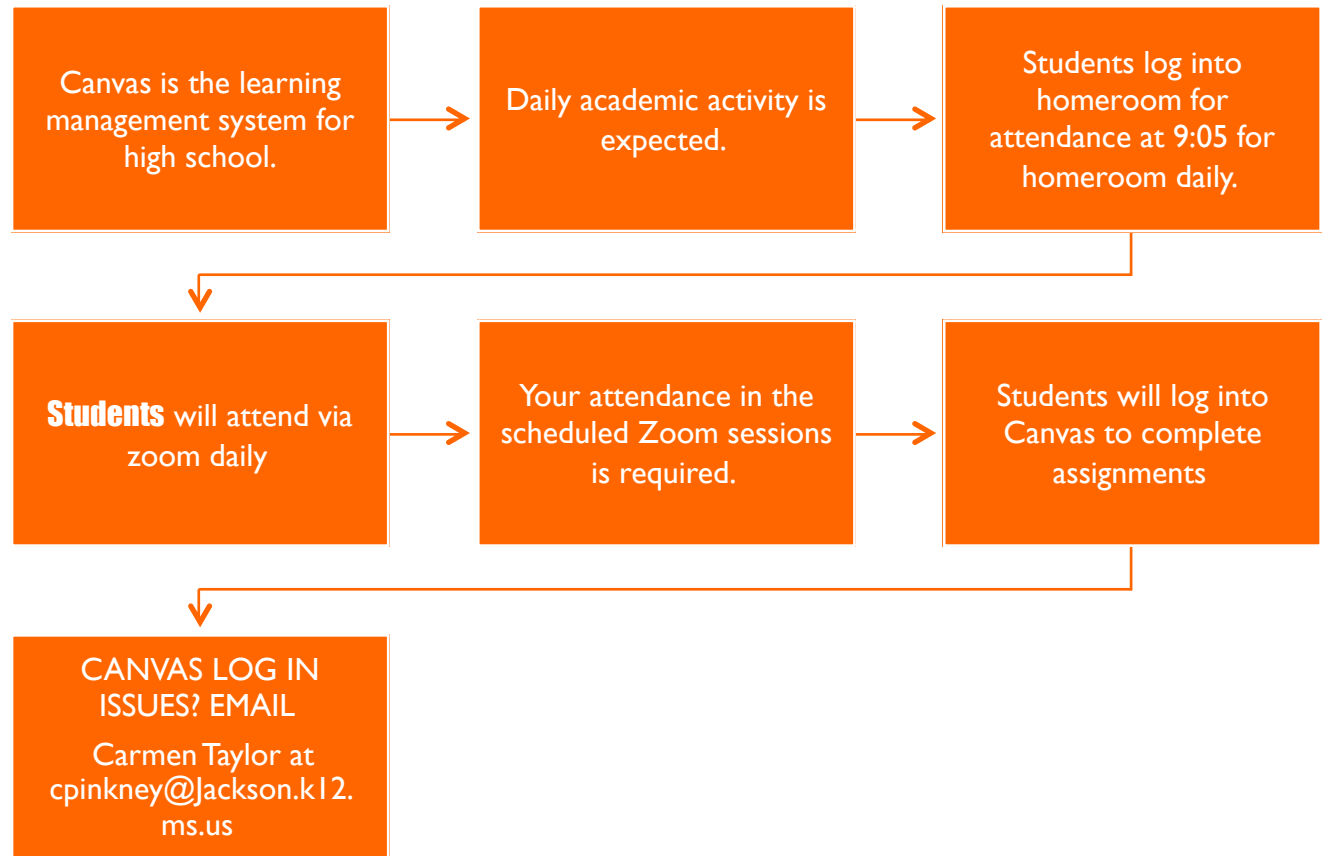 Canvas is the learning
management system for
high school.
Daily academic activity is
expected.
Students log into
homeroom for
attendance at 9:05 for
homeroom daily.
Students will attend via
zoom daily
Your attendance in the
scheduled Zoom sessions
is required.
Students will log into
Canvas to complete
assignments
CANVAS LOG IN
ISSUES? EMAIL
Carmen Taylor at
cpinkney@Jackson.k12.
ms.us